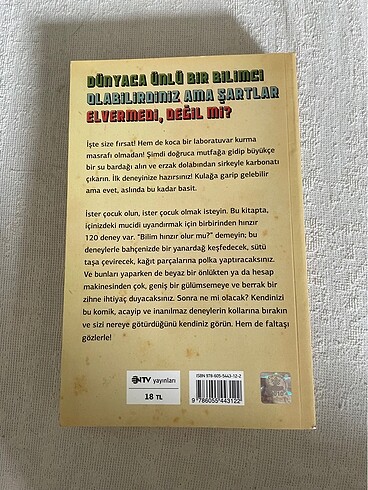 DÜNYACA ÜNLÜ BİR BİLİMCİ
OLABİLİRDİNİZ AMA ŞARTLAR
ELVERMEDİ, DEĞİL Mİ?
İşte size fırsat! Hem de koca bir laboratuvar kurma
masrafı olmadan! Şimdi doğruca mutfağa gidip büyükçe
bir su bardağı alın ve erzak dolabından sirkeyle karbonatı
çıkarın. İlk deneyinize hazırsınız! Kulağa garip gelebilir
ama evet, aslında bu kadar basit.
İster çocuk olun, ister çocuk olmak isteyin. Bu kitapta,
içinizdeki mucidi uyandırmak için birbirinden hınzır
120 deney var. "Bilim hınzır olur mu?" demeyin; bu
deneylerle bahçenizde bir yanardağ keşfedecek, sütü
taşa çevirecek, kağıt parçalarına polka yaptıracaksınız.
Ve bunları yaparken de beyaz bir önlükten ya da hesap
makinesinden çok, geniş bir gülümsemeye ve berrak bir
zihne ihtiyaç duyacaksınız. Sonra ne mi olacak? Kendinizi
bu komik, acayip ve inanılmaz deneylerin kollarına bırakın
ve sizi nereye götürdüğünü kendiniz görün. Hem de faltaşı
gözlerle!
NTV yayınları
18 TL
ISBN 978-605-5443-12-2
9 786055 443122